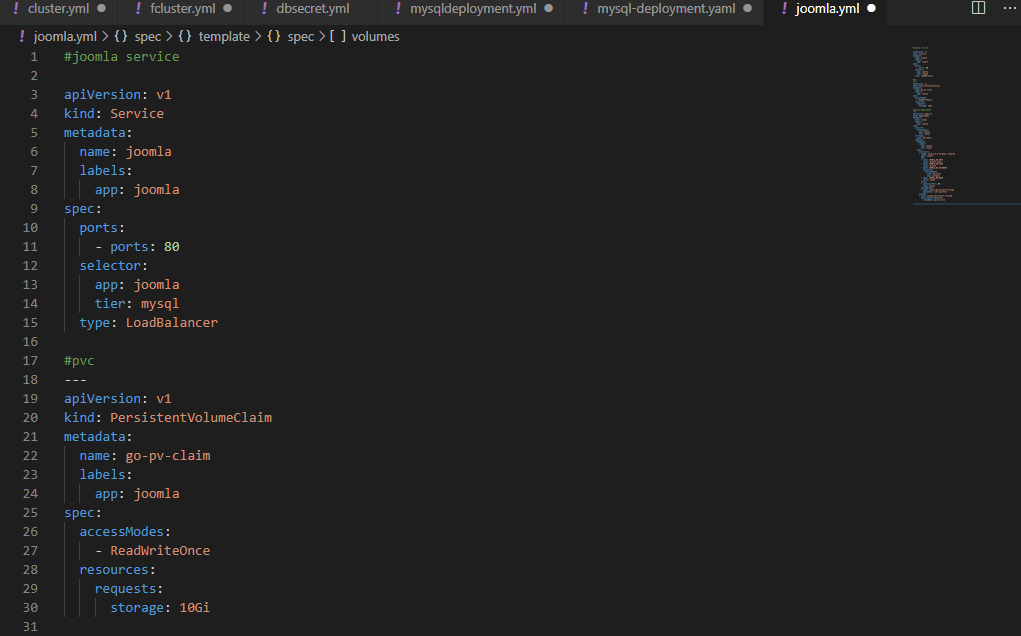 ! cluster.yml ● ! fcluster.yml ● ! dbsecret.yml ! mysqldeployment.yml ● ! mysql-deployment.yaml ● ! joomla.yml ● ...
! joomla.yml > {} spec > {} template > {} spec > [ ] volumes
1 #joomla service
2
3 apiVersion: v1
4 kind: Service
5 metadata:
6   name: joomla
7   labels:
8     app: joomla
9 spec:
10   ports:
11     - ports: 80
12   selector:
13     app: joomla
14     tier: mysql
15   type: LoadBalancer
16
17 #pvc
18 ---
19 apiVersion: v1
20 kind: PersistentVolumeClaim
21 metadata:
22   name: go-pv-claim
23   labels:
24     app: joomla
25 spec:
26   accessModes:
27     - ReadWriteOnce
28   resources:
29     requests:
30       storage: 10Gi
31